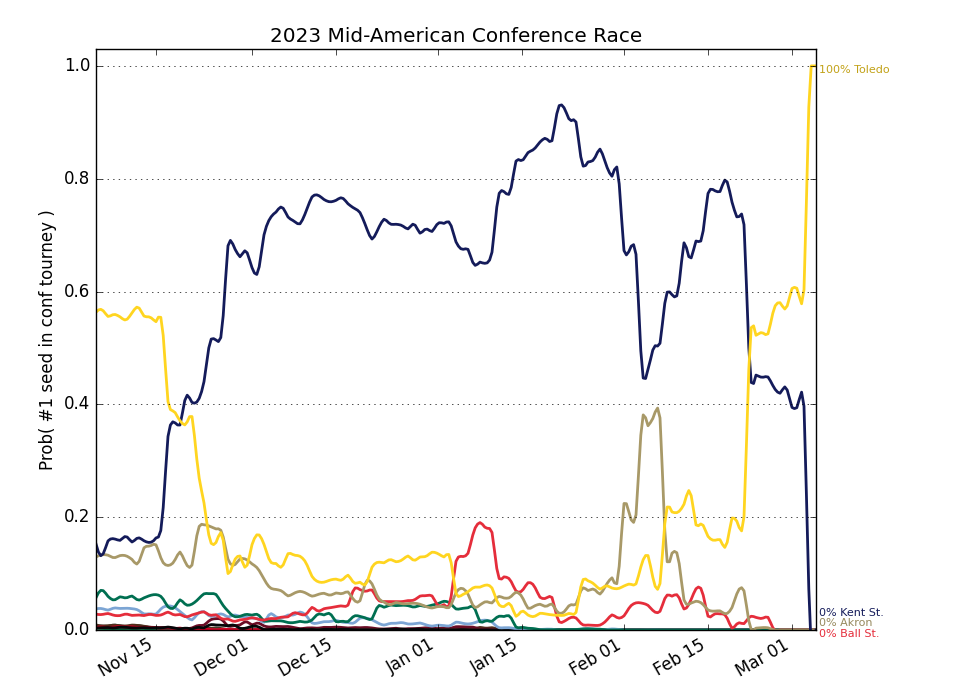 2023 Mid-American Conference Race
Prob( #1 seed in conf tourney )
1.0
0.8
0.6
0.4
0.2
0.0
100% Toledo
0% Kent St.
0% Akron
0% Ball St.
Nov 15
Dec 01
Dec 15
Jan 01
Jan 15
Feb 01
Feb 15
Mar 01